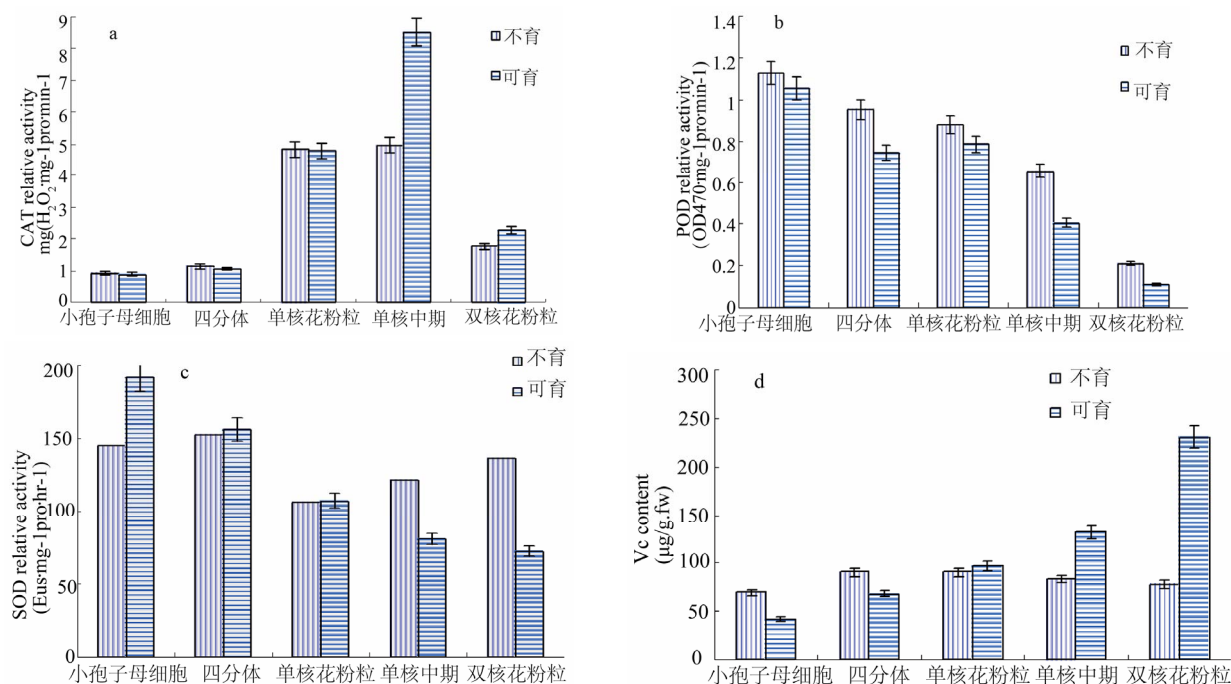 a
不育
可育
9
8
7
6
5
4
3
2
1
0
CAT relative activity
mg(H₂O₂·mg-1pro·mun-1
小孢子母细胞 四分体 单核花粉粒 单核中期 双核花粉粒
b
不育
可育
1.4
1.2
1
0.8
0.6
0.4
0.2
0
POD relative activity
(OD470·mg-1pro·min-1)
小孢子母细胞 四分体 单核花粉粒 单核中期 双核花粉粒
c
不育
可育
200
150
100
50
0
SOD relative activity
(Eus·mg-1pro·hr-1)
小孢子母细胞 四分体 单核花粉粒 单核中期 双核花粉粒
d
不育
可育
300
250
200
150
100
50
0
Vc content
(μg/g.fw)
小孢子母细胞 四分体 单核花粉粒 单核中期 双核花粉粒